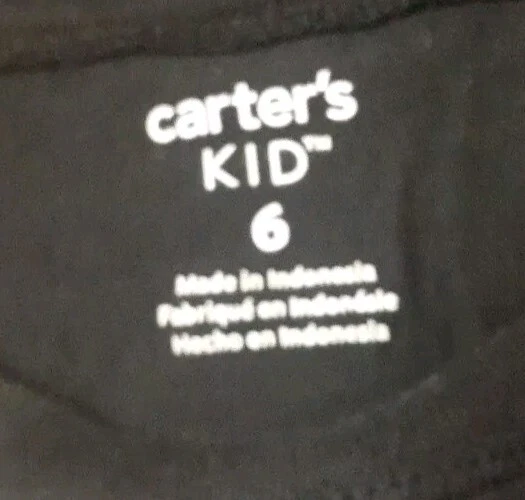 carter's
KID™
6
Made in Indonesia
Fabriqué en Indonésie
Hecho en Indonesia